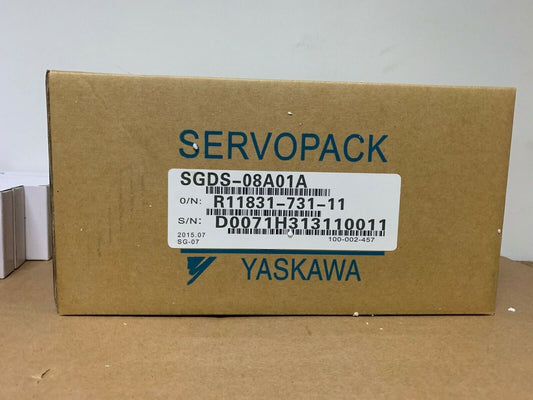 SERVOPACK
SGDS-08A01A
O/N: R11831-731-11
S/N: D0071H313110011
2015.07
SG-07 100-002-457
YASKAWA